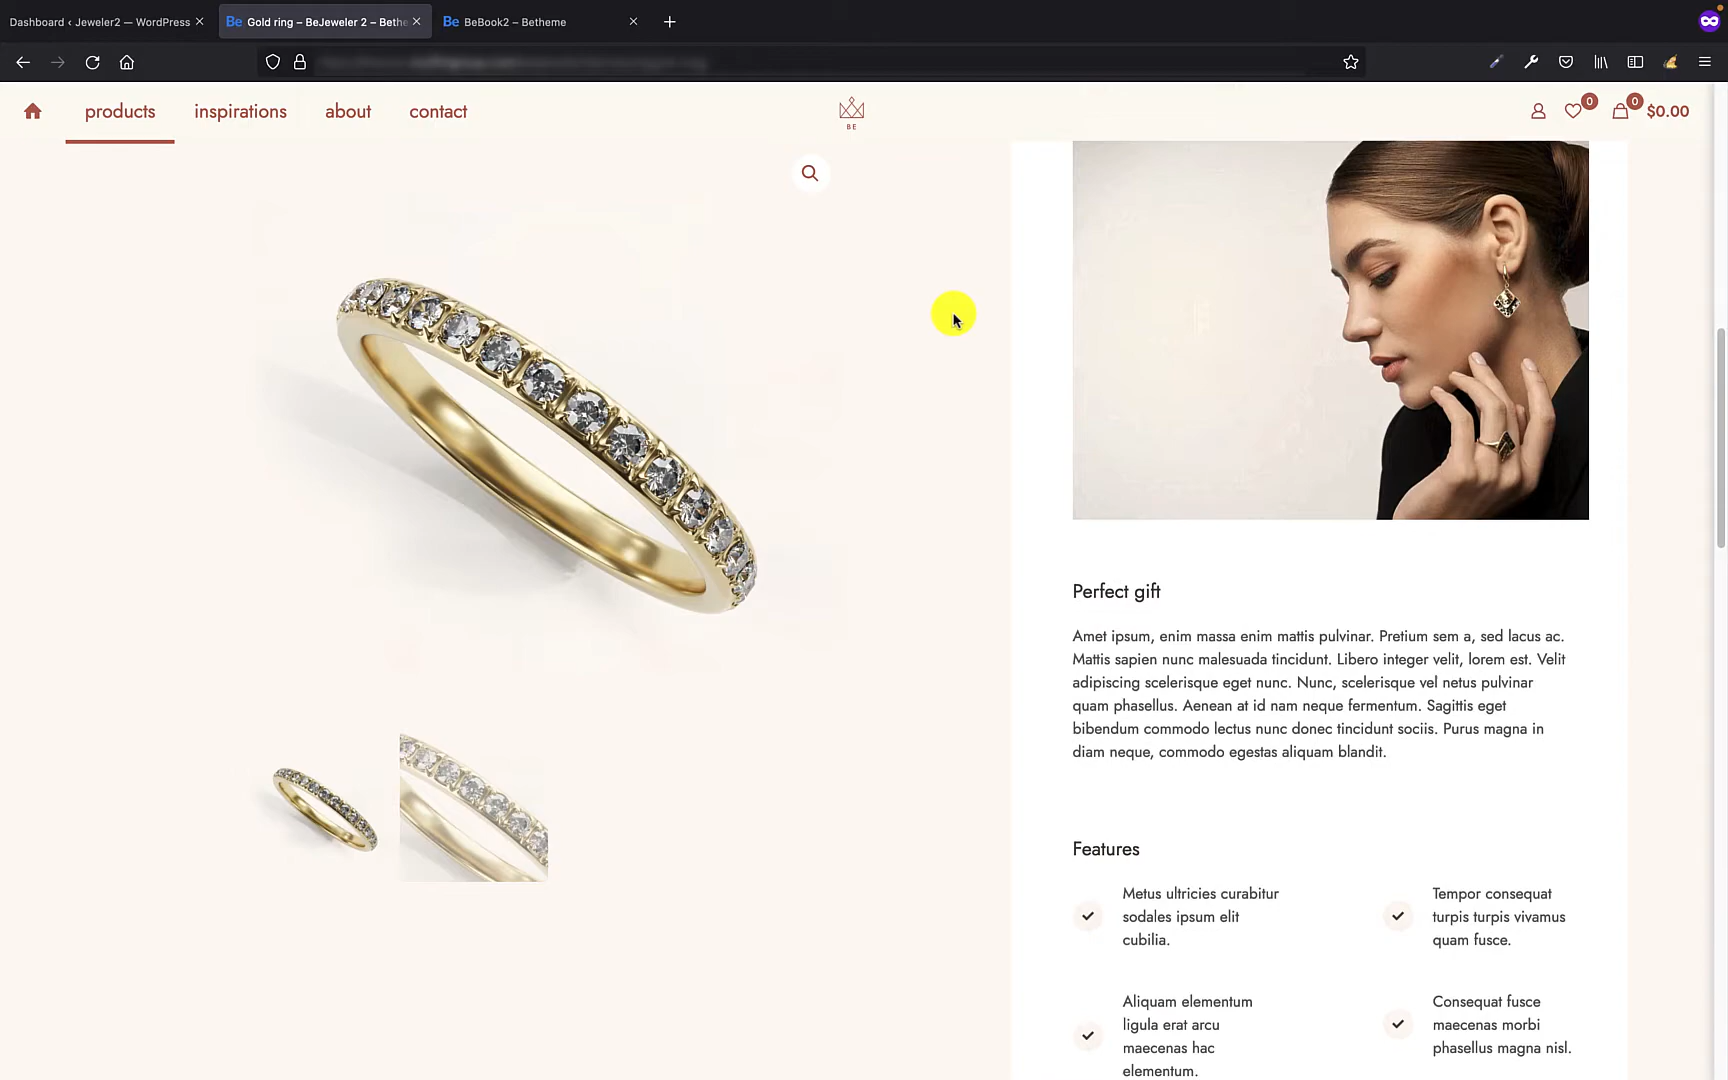 Dashboard ‹ Jeweler2 — WordPress
Be Gold ring – BeJeweler 2 – Bethe
Be BeBook2 – Betheme
products
inspirations
about
contact
BE
0
0
$0.00
Perfect gift
Amet ipsum, enim massa enim mattis pulvinar. Pretium sem a, sed lacus ac.
Mattis sapien nunc malesuada tincidunt. Libero integer velit, lorem est. Velit
adipiscing scelerisque eget nunc. Nunc, scelerisque vel netus pulvinar
quam phasellus. Aenean at id nam neque fermentum. Sagittis eget
bibendum commodo lectus nunc donec tincidunt sociis. Purus magna in
diam neque, commodo egestas aliquam blandit.
Features
Metus ultricies curabitur
sodales ipsum elit
cubilia.
Tempor consequat
turpis turpis vivamus
quam fusce.
Aliquam elementum
ligula erat arcu
maecenas hac
elementum.
Consequat fusce
maecenas morbi
phasellus magna nisl.